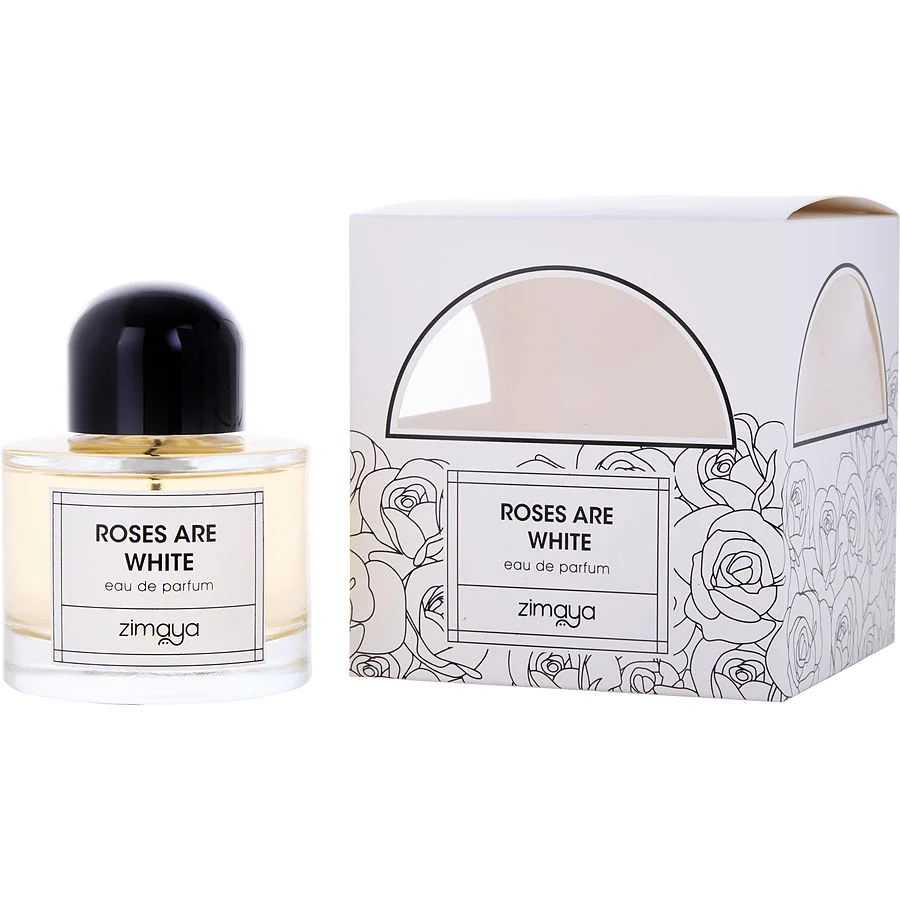 ROSES ARE
WHITE
eau de parfum
zimaya
ROSES ARE
WHITE
eau de parfum
zimaya